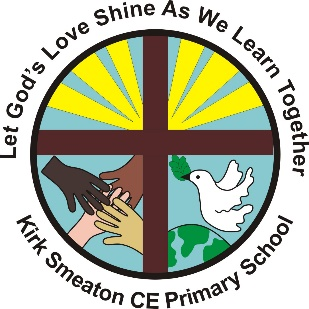 Let God's Love Shine As We Learn Together
Kirk Smeaton CE Primary School